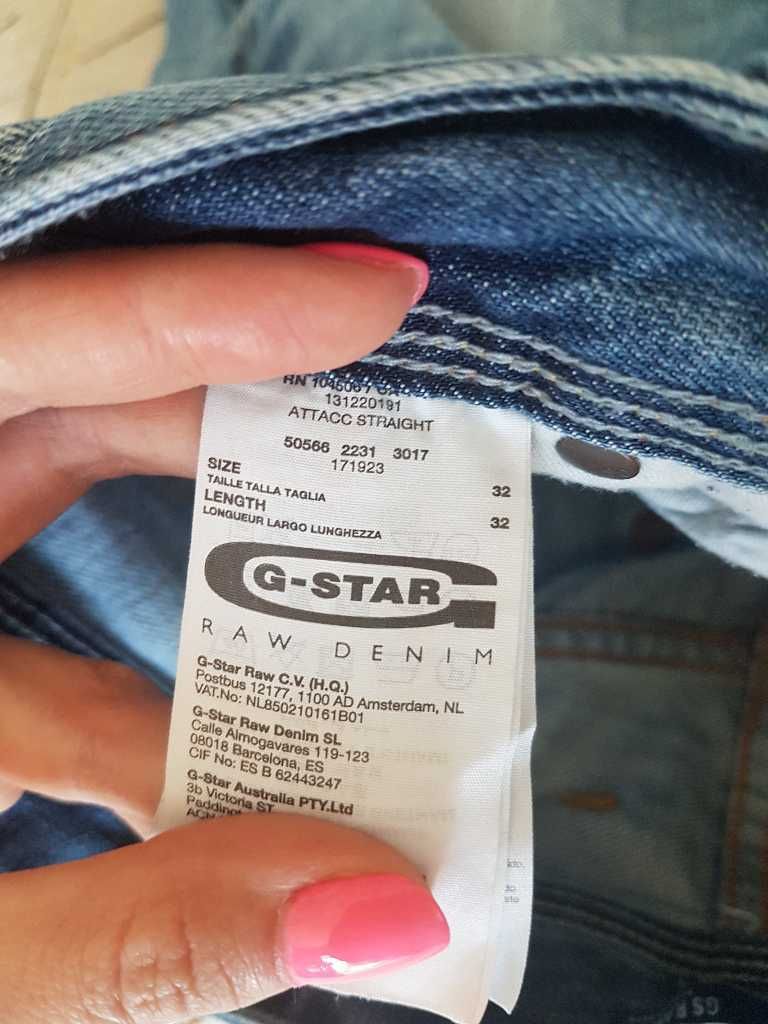 131220191
ATTACC STRAIGHT
50566 2231 3017
171923
SIZE
TAILLE TALLA TAGLIA 32
LENGTH
LONGUEUR LARGO LUNGHEZZA 32
G-STAR
RAW DENIM
G-Star Raw C.V. (H.Q.)
Postbus 12177, 1100 AD Amsterdam, NL
VAT.No: NL850210161B01
G-Star Raw Denim SL
Calle Almogavares 119-123
08018 Barcelona, ES
CIF No: ES B 62443247
G-Star Australia PTY.Ltd
3b Victoria ST